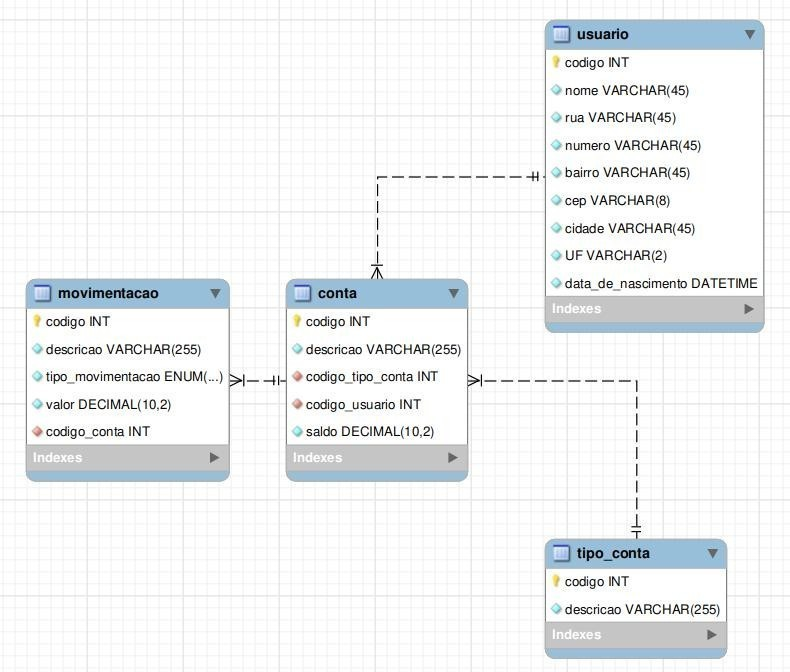 usuario
codigo INT
nome VARCHAR(45)
rua VARCHAR(45)
numero VARCHAR(45)
bairro VARCHAR(45)
cep VARCHAR(8)
cidade VARCHAR(45)
UF VARCHAR(2)
data_de_nascimento DATETIME
Indexes
movimentacao
codigo INT
descricao VARCHAR(255)
tipo_movimentacao ENUM(...)
valor DECIMAL(10,2)
codigo_conta INT
Indexes
conta
codigo INT
descricao VARCHAR(255)
codigo_tipo_conta INT
codigo_usuario INT
saldo DECIMAL(10,2)
Indexes
tipo_conta
codigo INT
descricao VARCHAR(255)
Indexes